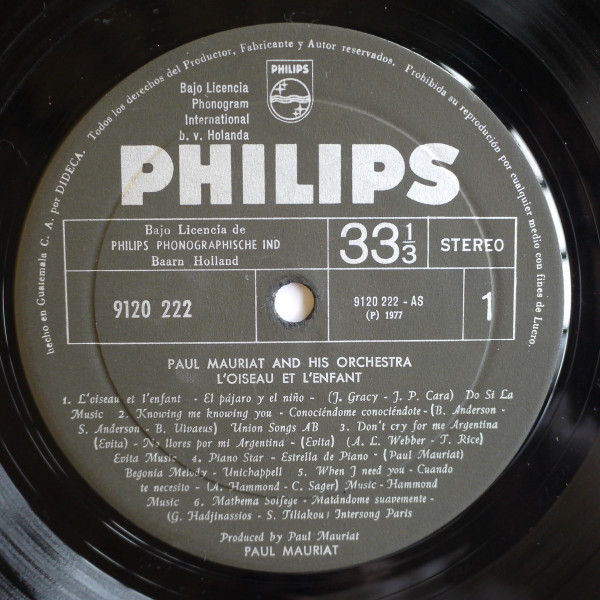 hecho en Guatemala C. A. por DIDECA. Todos los derechos del Productor, Fabricante y Autor reservados. Prohibida su reproducción por cualquier medio con fines de Lucro.
PHILIPS
Bajo Licencia
Phonogram
International
b. v. Holanda
PHILIPS
Bajo Licencia de
PHILIPS PHONOGRAPHISCHE IND
Baarn Holland
33 1/3
STEREO
9120 222
9120 222 - AS
(P) 1977
1
PAUL MAURIAT AND HIS ORCHESTRA
L'OISEAU ET L'ENFANT
1. L'oiseau et l'enfant - El pájaro y el niño - (J. Gracy - J. P. Cara) Do Si La
Music 2. Knowing me knowing you - Conociéndome conociéndote - (B. Anderson -
S. Anderson - B. Ulvaeus) Union Songs AB 3. Don't cry for me Argentina
(Evita) - No llores por mi Argentina - (Evita) (A. L. Webber - T. Rice)
Evita Music 4. Piano Star - Estrella de Piano - (Paul Mauriat)
Begonia Melody - Unichappell 5. When I need you - Cuando
te necesito - (A. Hammond - C. Sager) Music - Hammond
Music 6. Mathema Solfege - Matándome suavemente -
(G. Hadjinassios - S. Tiliakou) Intersong Paris
Produced by Paul Mauriat
PAUL MAURIAT